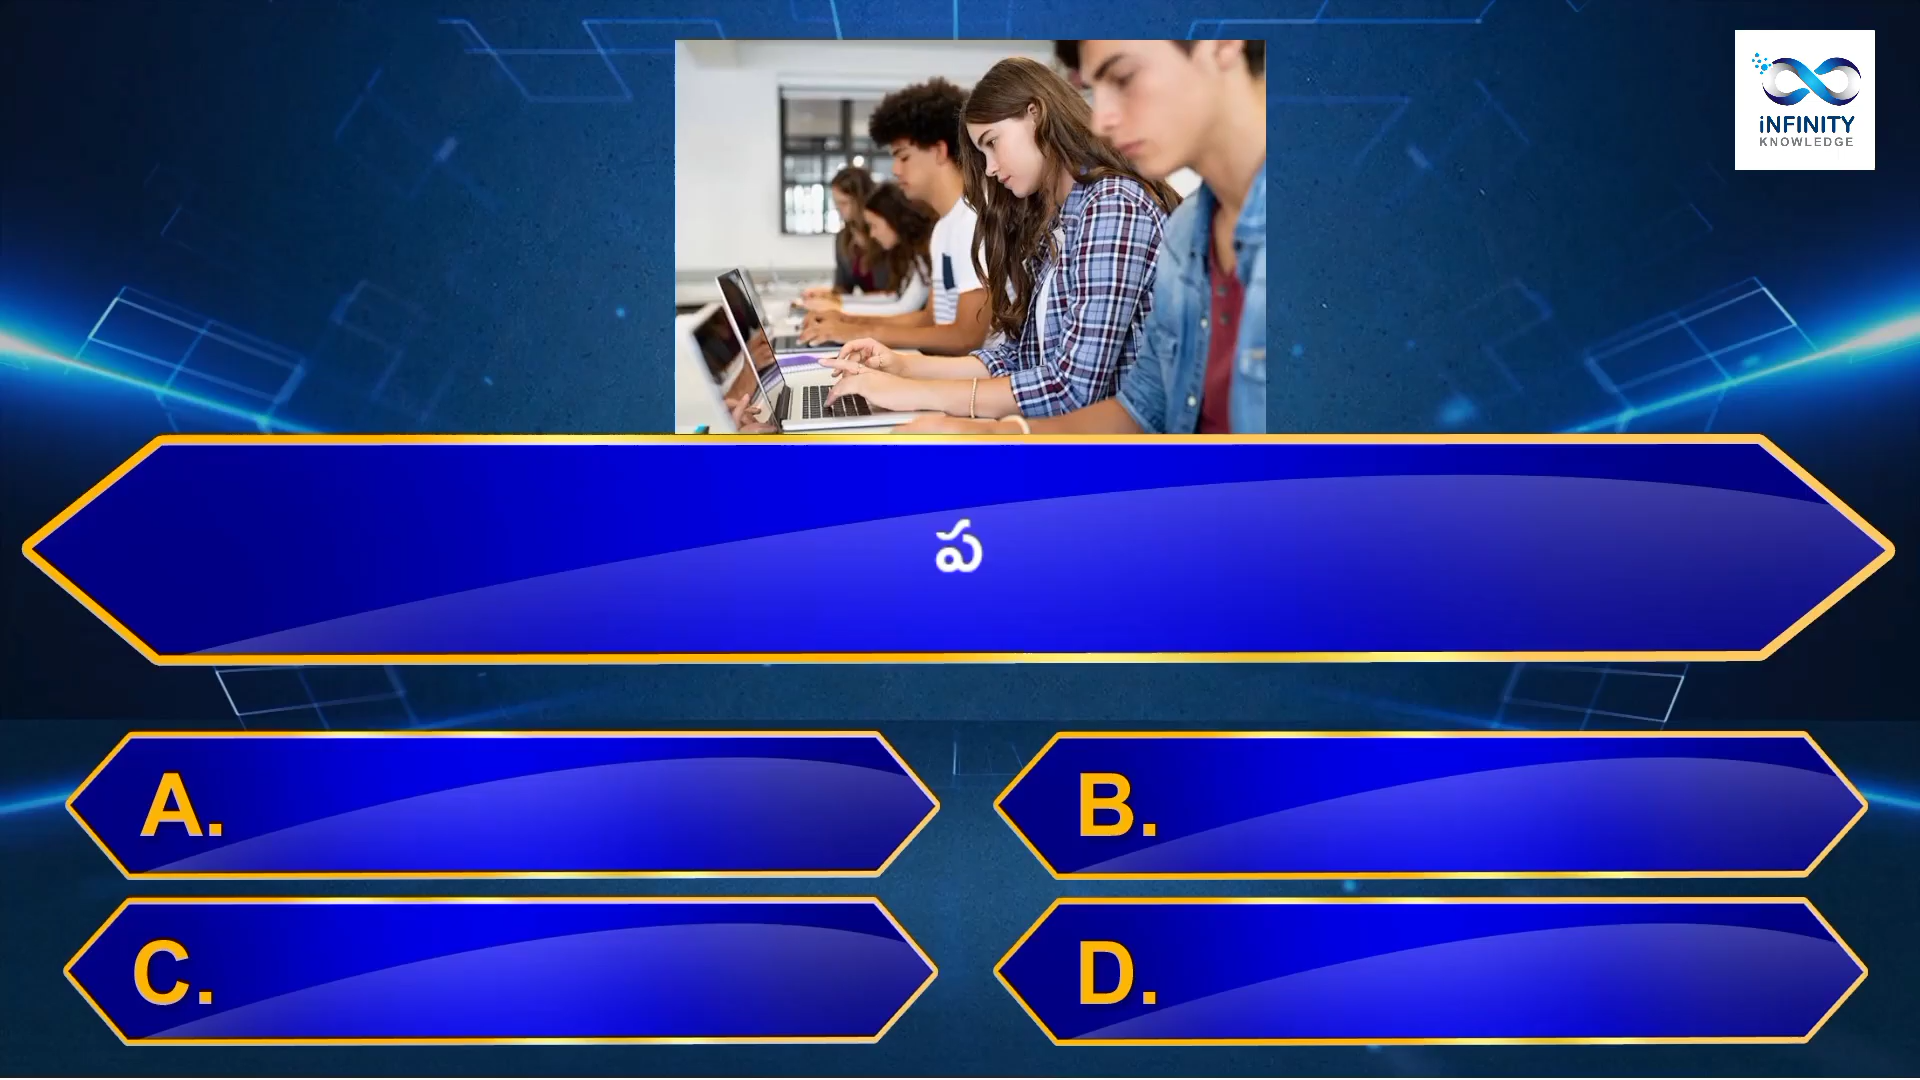 iNFINITY
KNOWLEDGE
ప
A.
B.
C.
D.